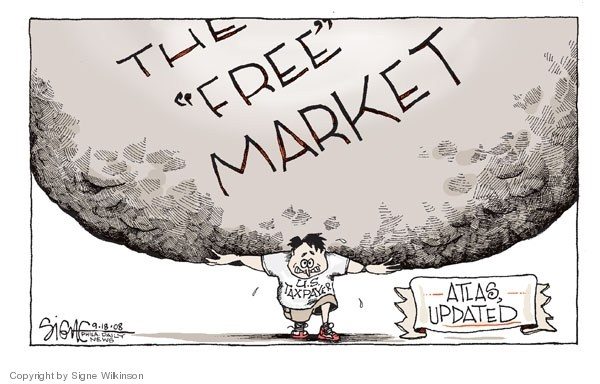 THE
"FREE"
MARKET
U.S.
TAXPAYER
ATLAS,
UPDATED
SIGNE 9·18·08
PHILA. DAILY
NEWS
Copyright by Signe Wilkinson